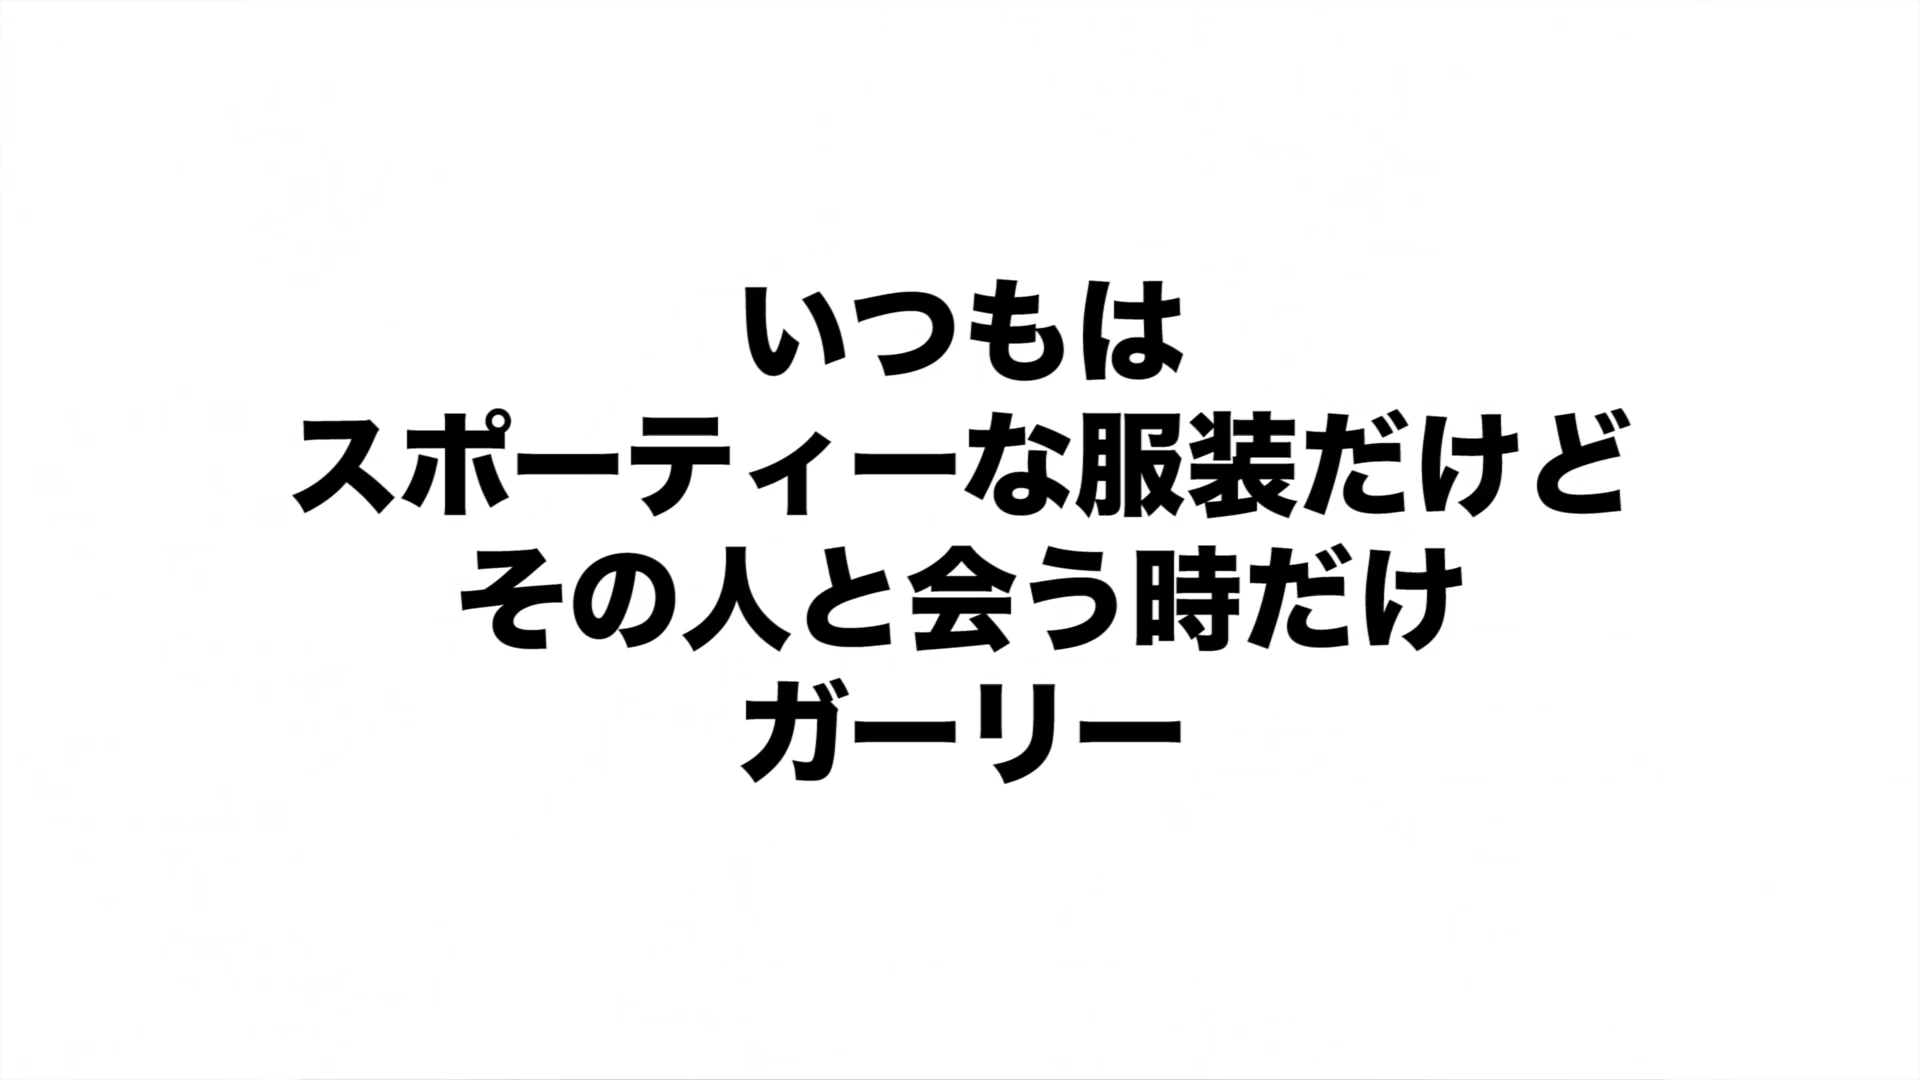 いつもは
スポーティーな服装だけど
その人と会う時だけ
ガーリー